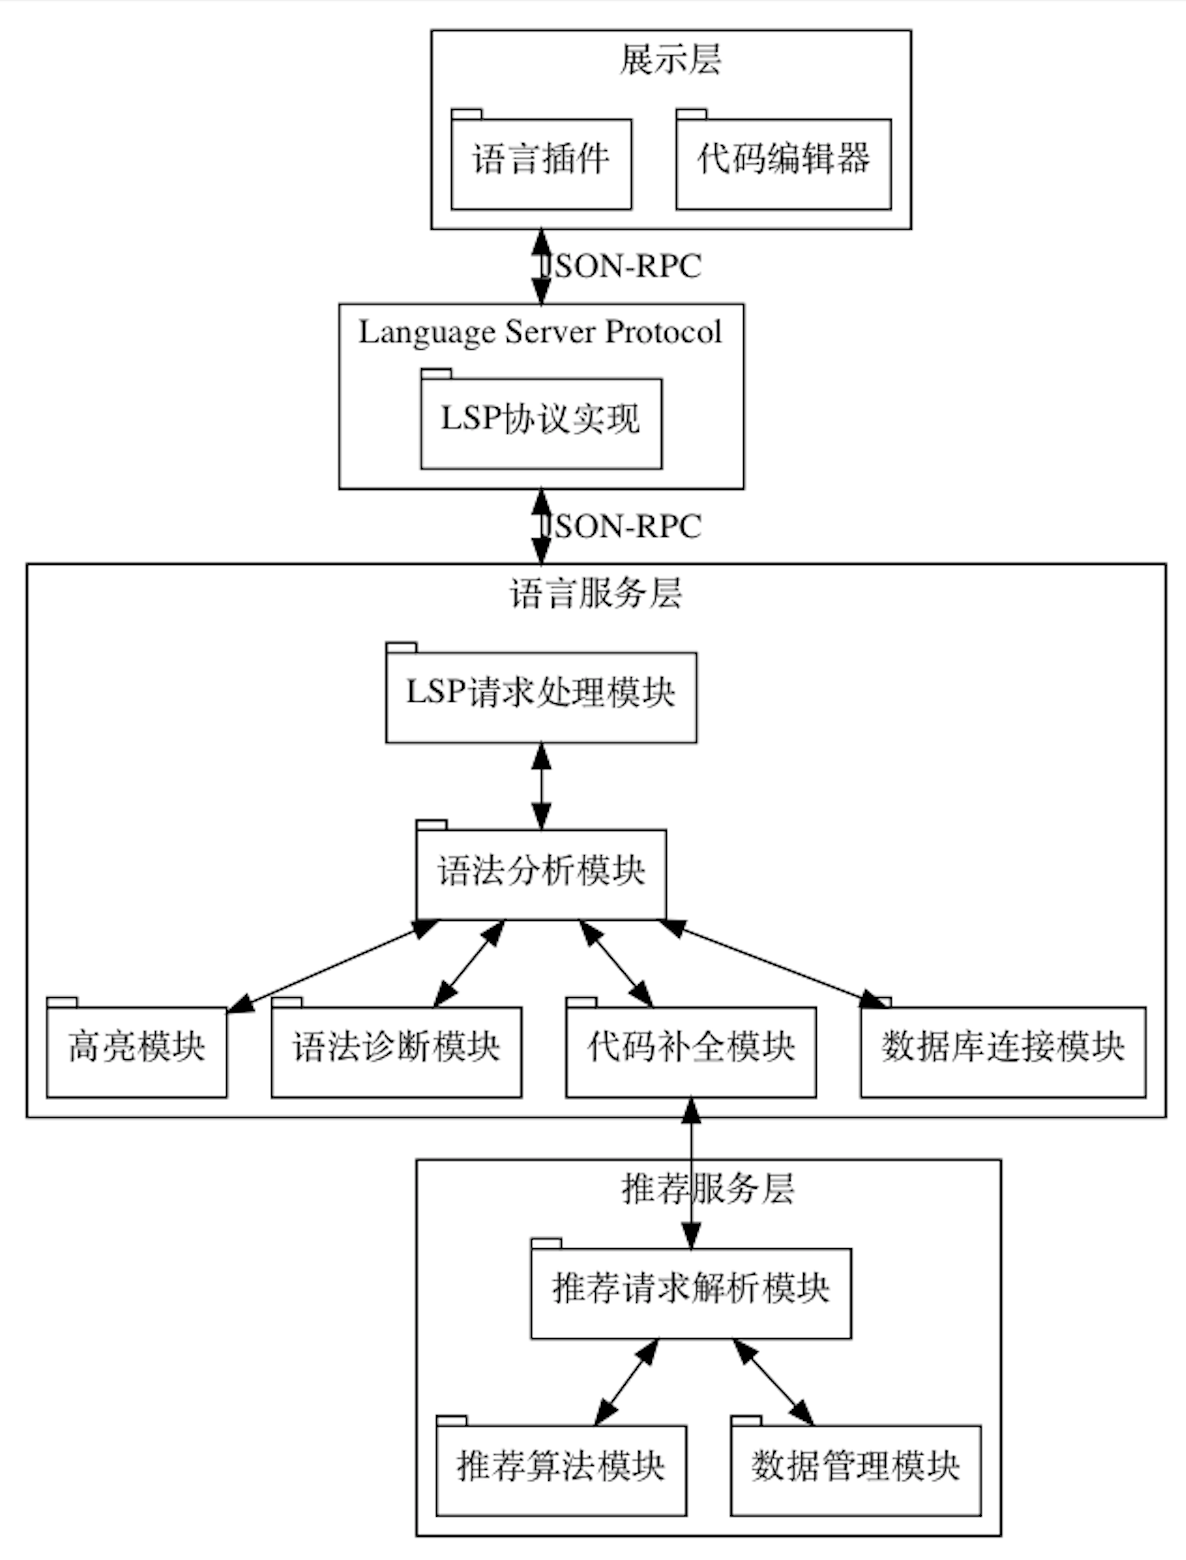 展示层
语言插件
代码编辑器
JSON-RPC
Language Server Protocol
LSP协议实现
JSON-RPC
语言服务层
LSP请求处理模块
语法分析模块
高亮模块
语法诊断模块
代码补全模块
数据库连接模块
推荐服务层
推荐请求解析模块
推荐算法模块
数据管理模块